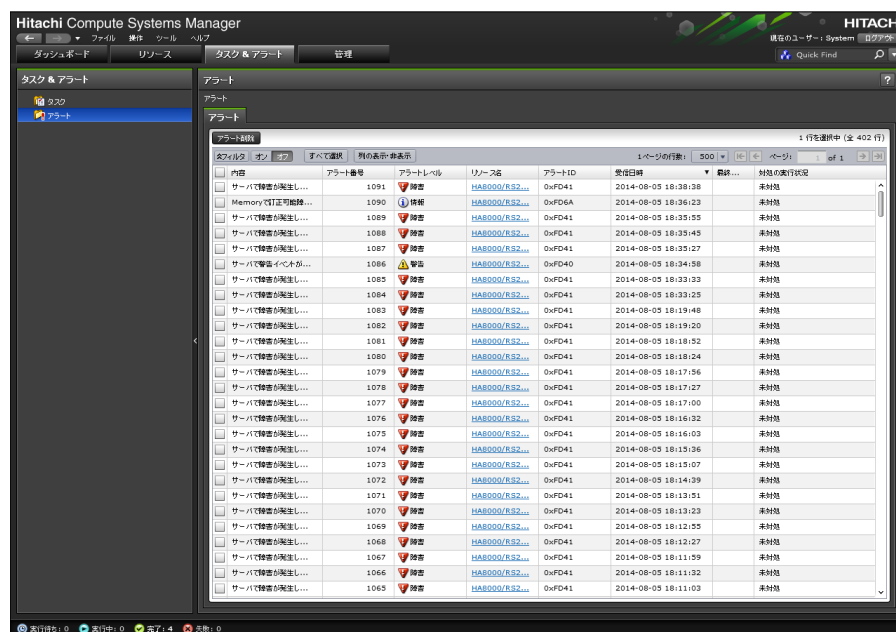 Hitachi Compute Systems Manager
HITACH
ファイル 操作 ツール ヘルプ
現在のユーザー: System ログアウト
ダッシュボード リソース タスク & アラート 管理
Quick Find
タスク & アラート
タスク
アラート
アラート
アラート
アラート
アラート削除
1 行を選択中 (全 402 行)
フィルタ オン オフ すべて選択 列の表示・非表示
1ページの行数: 500 ページ: 1 of 1
内容 アラート番号 アラートレベル リソース名 アラートID 受信日時 ▼ 最終... 対処の実行状況
サーバで障害が発生し... 1091 障害 HA8000/RS2... 0xFD41 2014-08-05 18:38:38 未対処
Memoryで訂正可能障... 1090 情報 HA8000/RS2... 0xFD6A 2014-08-05 18:36:23 未対処
サーバで障害が発生し... 1089 障害 HA8000/RS2... 0xFD41 2014-08-05 18:35:55 未対処
サーバで障害が発生し... 1088 障害 HA8000/RS2... 0xFD41 2014-08-05 18:35:45 未対処
サーバで障害が発生し... 1087 障害 HA8000/RS2... 0xFD41 2014-08-05 18:35:27 未対処
サーバで警告イベントが... 1086 警告 HA8000/RS2... 0xFD40 2014-08-05 18:34:58 未対処
サーバで障害が発生し... 1085 障害 HA8000/RS2... 0xFD41 2014-08-05 18:33:33 未対処
サーバで障害が発生し... 1084 障害 HA8000/RS2... 0xFD41 2014-08-05 18:33:25 未対処
サーバで障害が発生し... 1083 障害 HA8000/RS2... 0xFD41 2014-08-05 18:19:48 未対処
サーバで障害が発生し... 1082 障害 HA8000/RS2... 0xFD41 2014-08-05 18:19:20 未対処
サーバで障害が発生し... 1081 障害 HA8000/RS2... 0xFD41 2014-08-05 18:18:52 未対処
サーバで障害が発生し... 1080 障害 HA8000/RS2... 0xFD41 2014-08-05 18:18:24 未対処
サーバで障害が発生し... 1079 障害 HA8000/RS2... 0xFD41 2014-08-05 18:17:56 未対処
サーバで障害が発生し... 1078 障害 HA8000/RS2... 0xFD41 2014-08-05 18:17:27 未対処
サーバで障害が発生し... 1077 障害 HA8000/RS2... 0xFD41 2014-08-05 18:17:00 未対処
サーバで障害が発生し... 1076 障害 HA8000/RS2... 0xFD41 2014-08-05 18:16:32 未対処
サーバで障害が発生し... 1075 障害 HA8000/RS2... 0xFD41 2014-08-05 18:16:03 未対処
サーバで障害が発生し... 1074 障害 HA8000/RS2... 0xFD41 2014-08-05 18:15:36 未対処
サーバで障害が発生し... 1073 障害 HA8000/RS2... 0xFD41 2014-08-05 18:15:07 未対処
サーバで障害が発生し... 1072 障害 HA8000/RS2... 0xFD41 2014-08-05 18:14:39 未対処
サーバで障害が発生し... 1071 障害 HA8000/RS2... 0xFD41 2014-08-05 18:13:51 未対処
サーバで障害が発生し... 1070 障害 HA8000/RS2... 0xFD41 2014-08-05 18:13:23 未対処
サーバで障害が発生し... 1069 障害 HA8000/RS2... 0xFD41 2014-08-05 18:12:55 未対処
サーバで障害が発生し... 1068 障害 HA8000/RS2... 0xFD41 2014-08-05 18:12:27 未対処
サーバで障害が発生し... 1067 障害 HA8000/RS2... 0xFD41 2014-08-05 18:11:59 未対処
サーバで障害が発生し... 1066 障害 HA8000/RS2... 0xFD41 2014-08-05 18:11:32 未対処
サーバで障害が発生し... 1065 障害 HA8000/RS2... 0xFD41 2014-08-05 18:11:03 未対処
実行待ち: 0 実行中: 0 完了: 4 失敗: 0